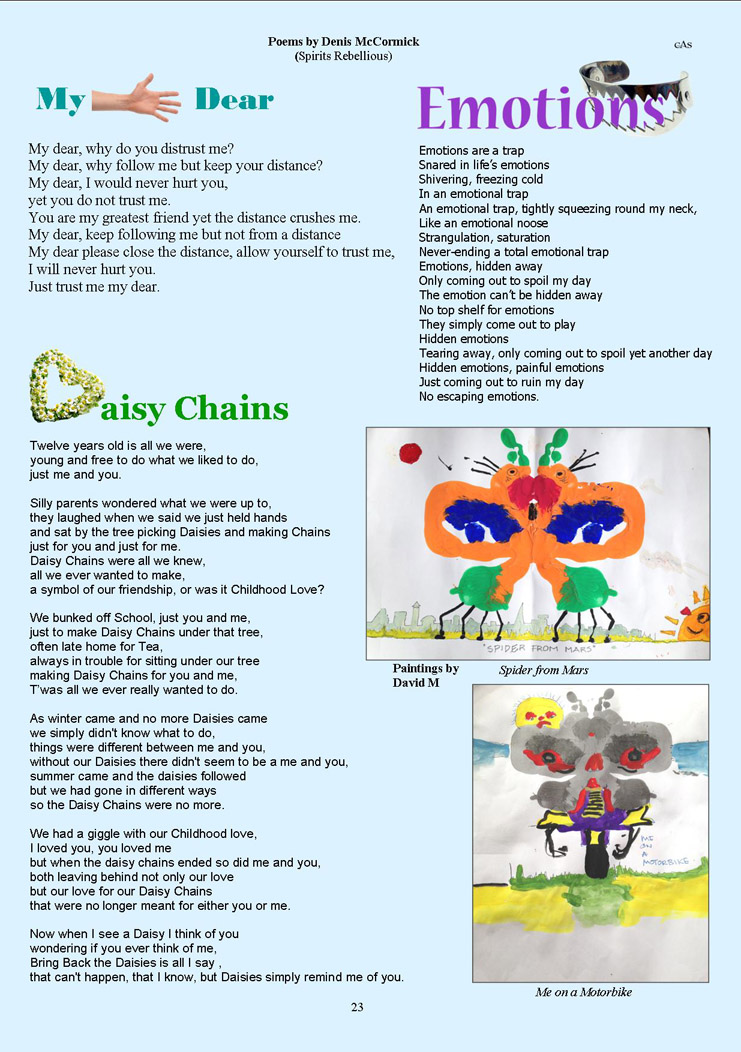 Poems by Denis McCormick
(Spirits Rebellious)
CAS
My Dear
My dear, why do you distrust me?
My dear, why follow me but keep your distance?
My dear, I would never hurt you,
yet you do not trust me.
You are my greatest friend yet the distance crushes me.
My dear, keep following me but not from a distance
My dear please close the distance, allow yourself to trust me,
I will never hurt you.
Just trust me my dear.
Emotions
Emotions are a trap
Snared in life's emotions
Shivering, freezing cold
In an emotional trap
An emotional trap, tightly squeezing round my neck,
Like an emotional noose
Strangulation, saturation
Never-ending a total emotional trap
Emotions, hidden away
Only coming out to spoil my day
The emotion can't be hidden away
No top shelf for emotions
They simply come out to play
Hidden emotions
Tearing away, only coming out to spoil yet another day
Hidden emotions, painful emotions
Just coming out to ruin my day
No escaping emotions.
Daisy Chains
Twelve years old is all we were,
young and free to do what we liked to do,
just me and you.
Silly parents wondered what we were up to,
they laughed when we said we just held hands
and sat by the tree picking Daisies and making Chains
just for you and just for me.
Daisy Chains were all we knew,
all we ever wanted to make,
a symbol of our friendship, or was it Childhood Love?
We bunked off School, just you and me,
just to make Daisy Chains under that tree,
often late home for Tea,
always in trouble for sitting under our tree
making Daisy Chains for you and me,
T'was all we ever really wanted to do.
As winter came and no more Daisies came
we simply didn't know what to do,
things were different between me and you,
without our Daisies there didn't seem to be a me and you,
summer came and the daisies followed
but we had gone in different ways
so the Daisy Chains were no more.
We had a giggle with our Childhood love,
I loved you, you loved me
but when the daisy chains ended so did me and you,
both leaving behind not only our love
but our love for our Daisy Chains
that were no longer meant for either you or me.
Now when I see a Daisy I think of you
wondering if you ever think of me,
Bring Back the Daisies is all I say ,
that can't happen, that I know, but Daisies simply remind me of you.
"SPIDER FROM MARS"
Paintings by
David M
Spider from Mars
ME
ON
A
MOTORBIKE
Me on a Motorbike
23